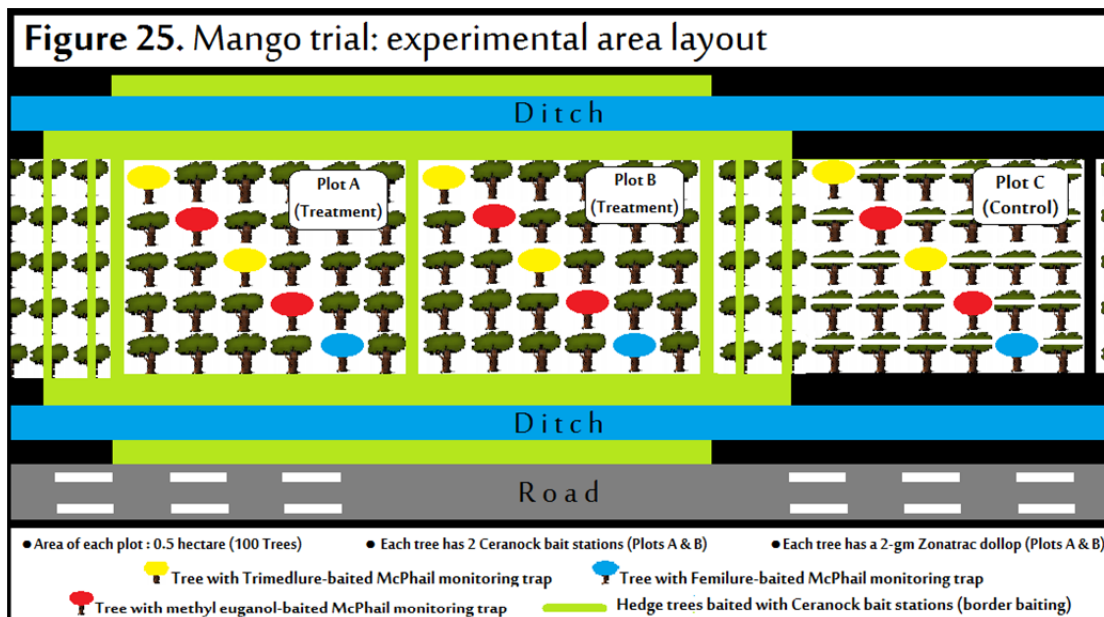 Figure 25. Mango trial: experimental area layout
Ditch
Plot A
(Treatment)
Plot B
(Treatment)
Plot C
(Control)
Ditch
Road
● Area of each plot : 0.5 hectare (100 Trees) ● Each tree has 2 Ceranock bait stations (Plots A & B) ● Each tree has a 2-gm Zonatrac dollop (Plots A & B)
Tree with Trimedlure-baited McPhail monitoring trap Tree with Femilure-baited McPhail monitoring trap
Tree with methyl euganol-baited McPhail monitoring trap Hedge trees baited with Ceranock bait stations (border baiting)